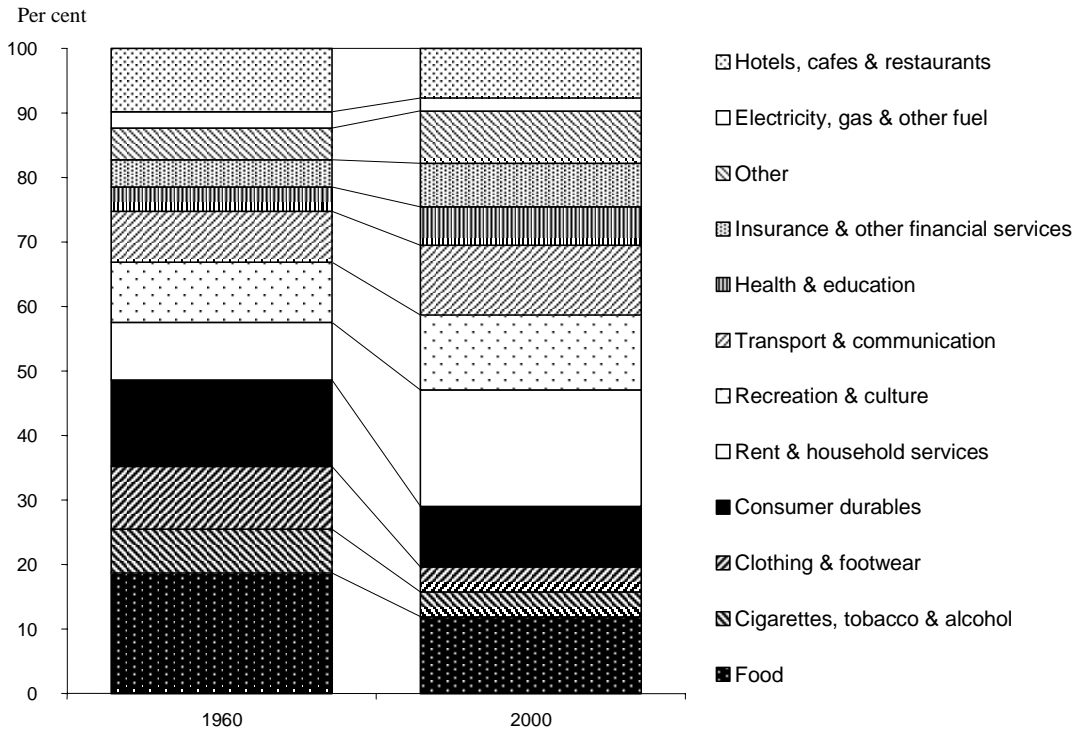 Per cent
100
90
80
70
60
50
40
30
20
10
0
1960
2000
Hotels, cafes & restaurants
Electricity, gas & other fuel
Other
Insurance & other financial services
Health & education
Transport & communication
Recreation & culture
Rent & household services
Consumer durables
Clothing & footwear
Cigarettes, tobacco & alcohol
Food